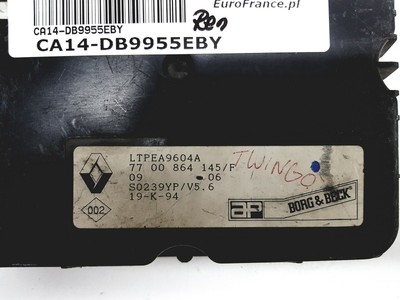 EuroFrance.pl
CA14-DB9955EBY
CA14-DB9955EBY
LTPEA9604A
77 00 864 145/F
09 06
S0239YP/V5.6
19-K-94
TWINGO
002
AP BORG & BECK